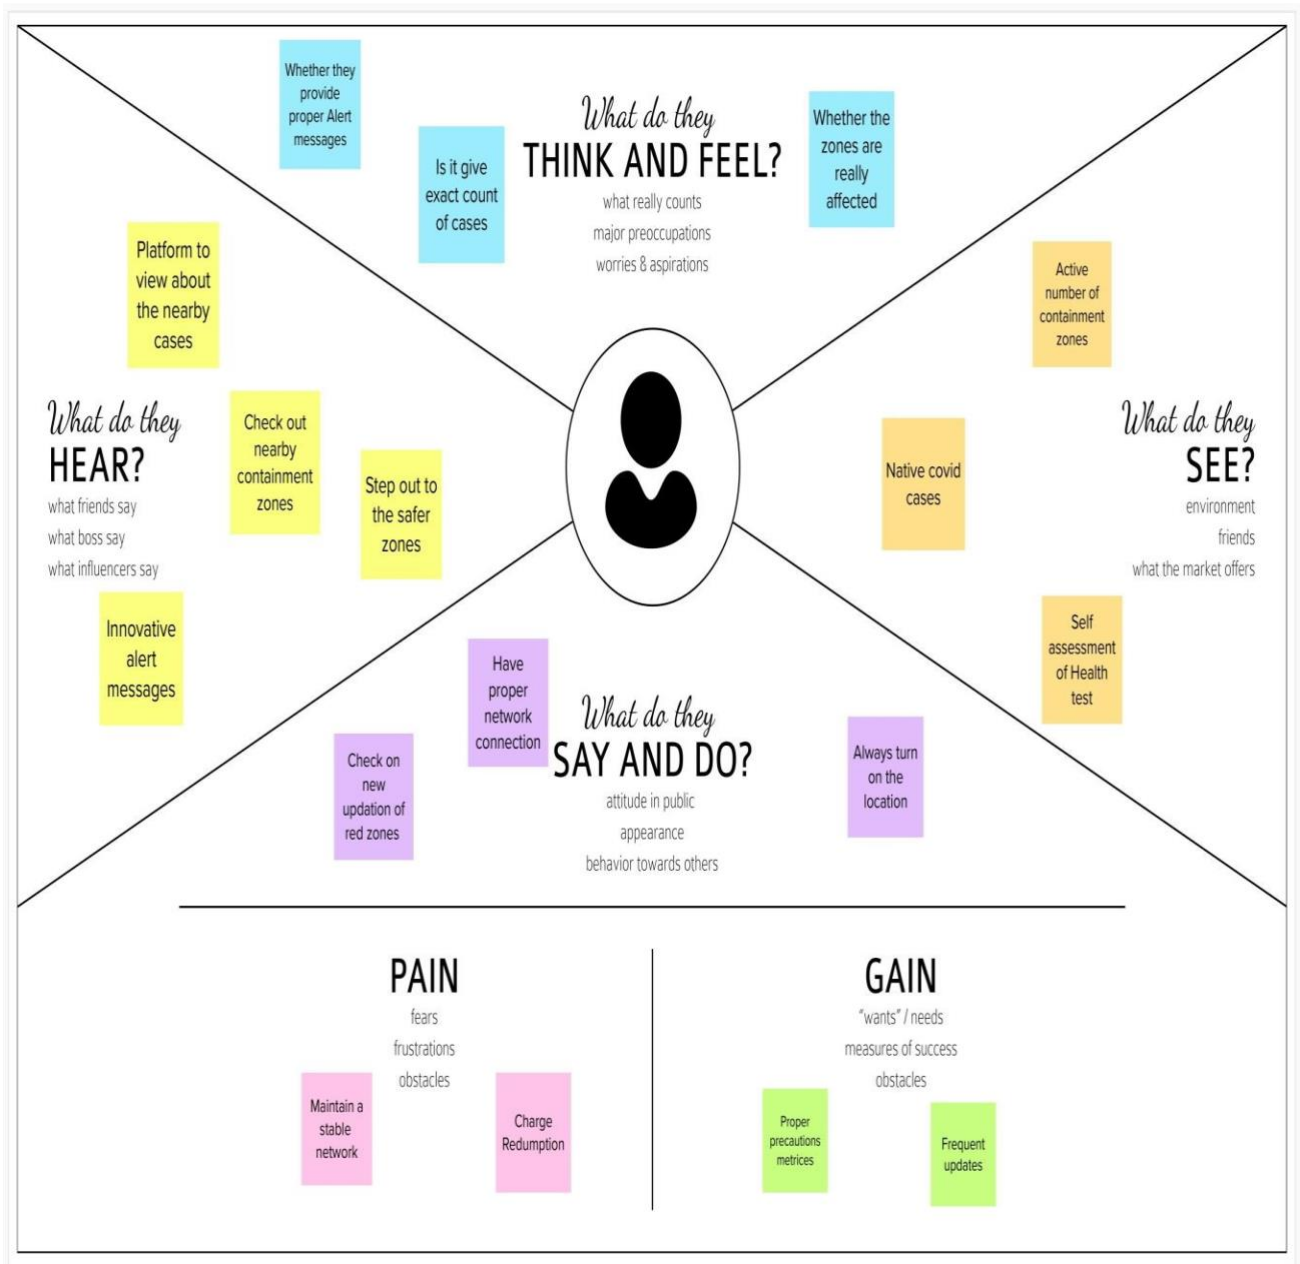 Whether they
provide
proper Alert
messages
Is it give
exact count
of cases
What do they
THINK AND FEEL?
what really counts
major preoccupations
worries & aspirations
Whether the
zones are
really
affected
Platform to
view about
the nearby
cases
What do they
HEAR?
what friends say
what boss say
what influencers say
Check out
nearby
containment
zones
Step out to
the safer
zones
Innovative
alert
messages
Active
number of
containment
zones
Native covid
cases
What do they
SEE?
environment
friends
what the market offers
Self
assessment
of Health
test
Have
proper
network
connection
Check on
new
updation of
red zones
What do they
SAY AND DO?
attitude in public
appearance
behavior towards others
Always turn
on the
location
PAIN
fears
frustrations
obstacles
Maintain a
stable
network
Charge
Redumption
GAIN
“wants” / needs
measures of success
obstacles
Proper
precautions
metrices
Frequent
updates